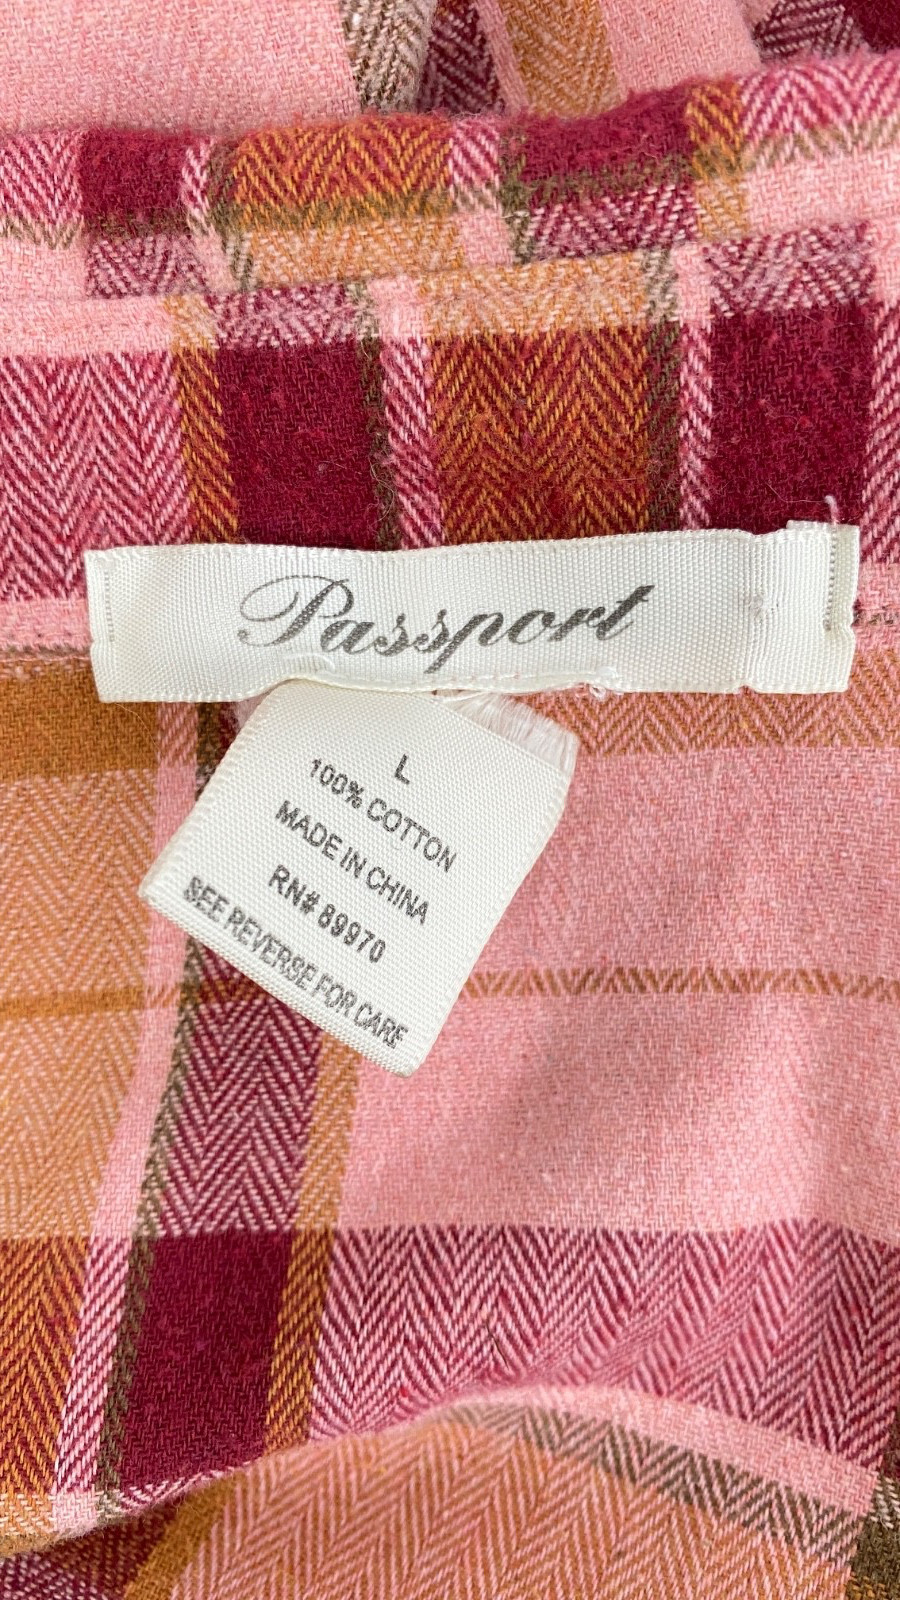 Passport
L
100% COTTON
MADE IN CHINA
RN# 89970
SEE REVERSE FOR CARE